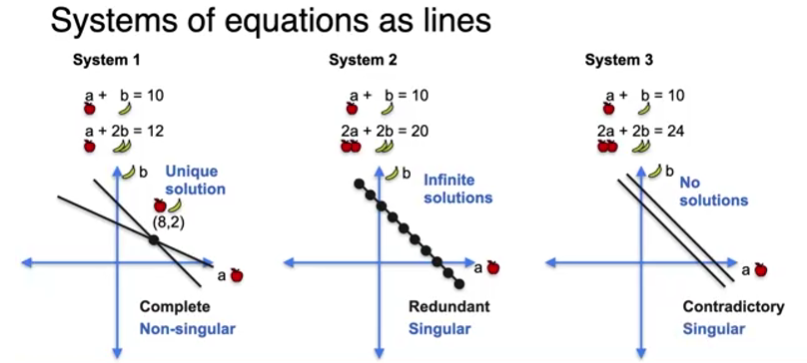 Systems of equations as lines
System 1
a + b = 10
a + 2b = 12
b
Unique
solution
(8,2)
a
Complete
Non-singular
System 2
a + b = 10
2a + 2b = 20
b
Infinite
solutions
a
Redundant
Singular
System 3
a + b = 10
2a + 2b = 24
b
No
solutions
a
Contradictory
Singular